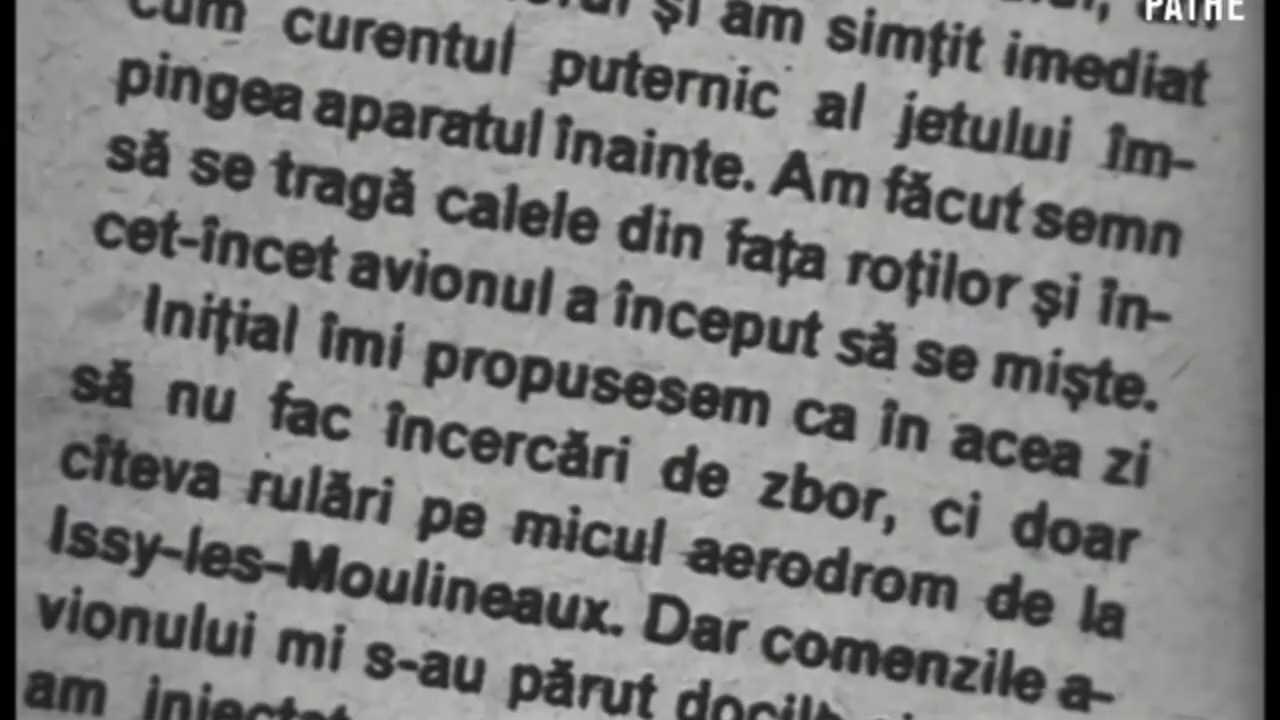 PATHE
și am simțit imediat
cum curentul puternic al jetului îm-
pingea aparatul înainte. Am făcut semn
să se tragă calele din fața roților și în-
cet-încet avionul a început să se miște.
Inițial îmi propusesem ca în acea zi
să nu fac încercări de zbor, ci doar
cîteva rulări pe micul aerodrom de la
Issy-les-Moulineaux. Dar comenzile a-
vionului mi s-au părut
am injectat